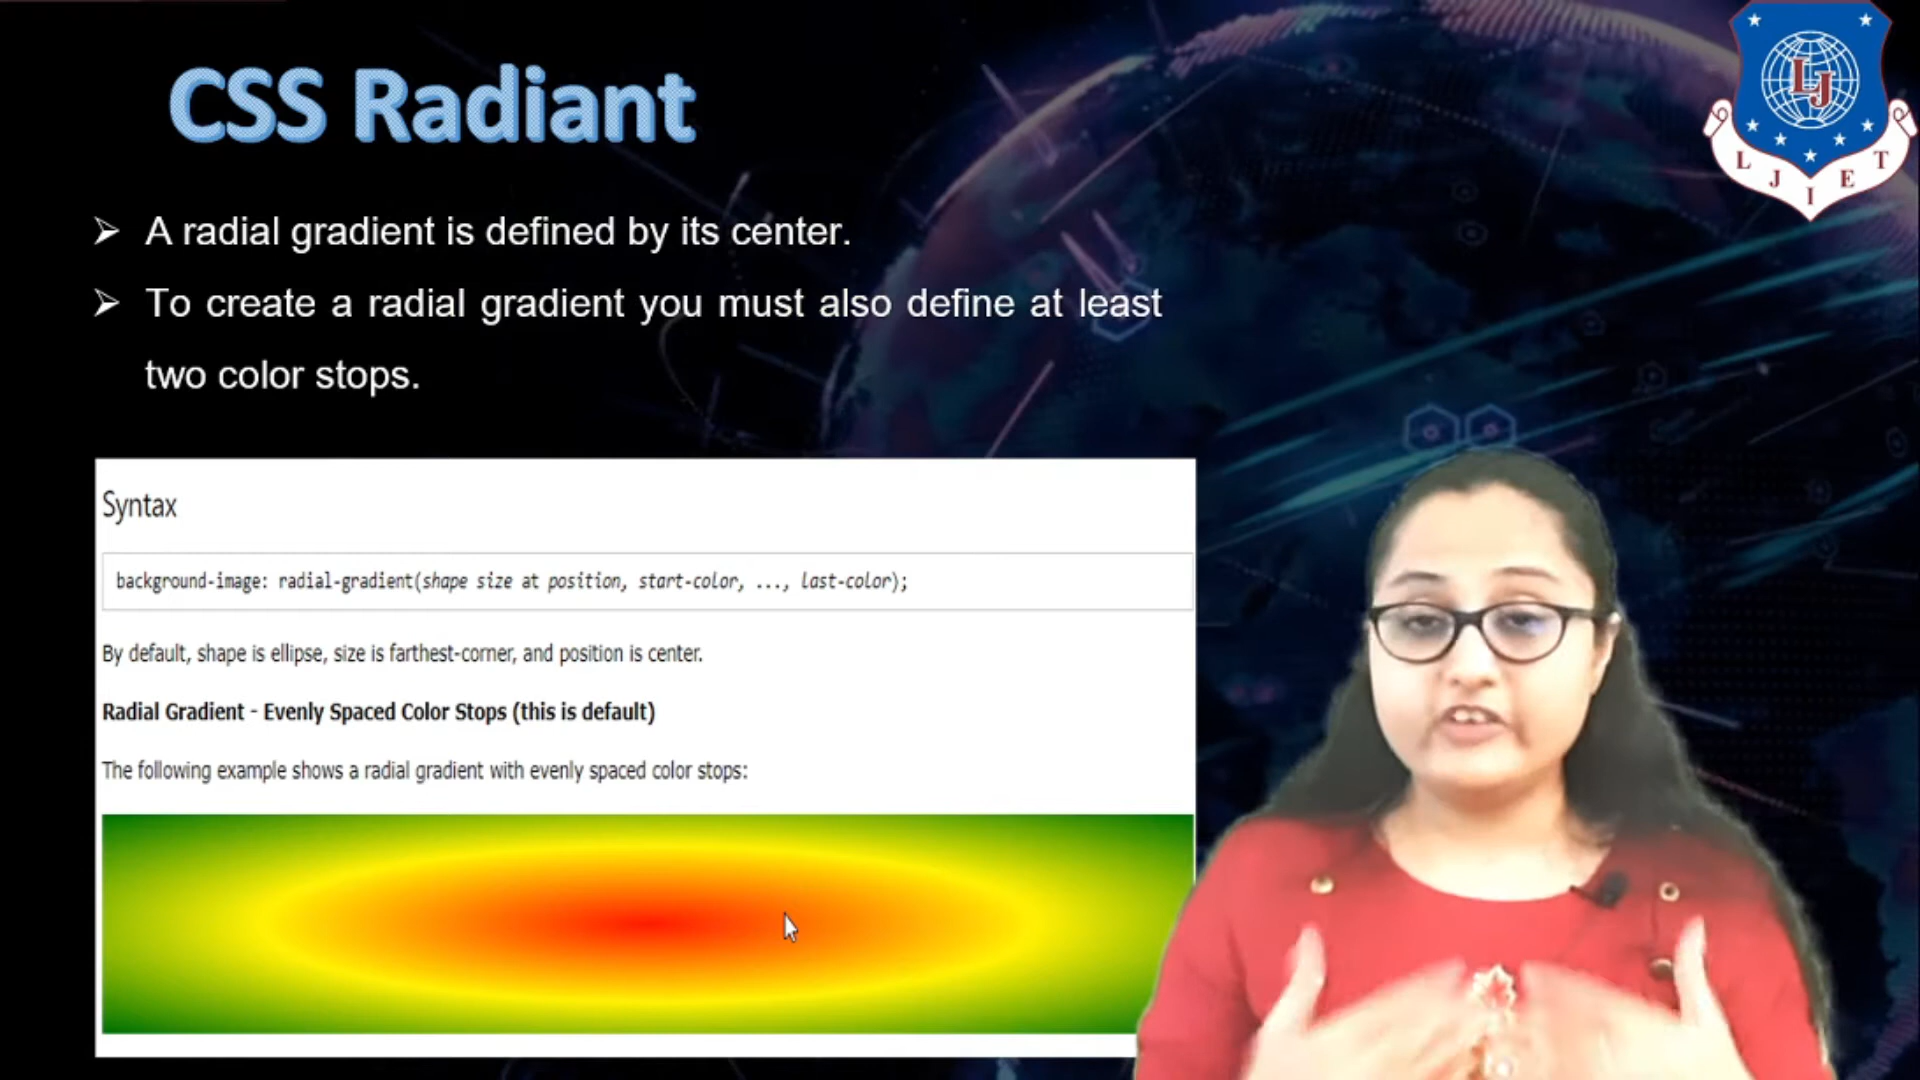 CSS Radiant
A radial gradient is defined by its center.
To create a radial gradient you must also define at least
two color stops.
Syntax
background-image: radial-gradient(shape size at position, start-color, ..., last-color);
By default, shape is ellipse, size is farthest-corner, and position is center.
Radial Gradient - Evenly Spaced Color Stops (this is default)
The following example shows a radial gradient with evenly spaced color stops:
LJ
L J I E T